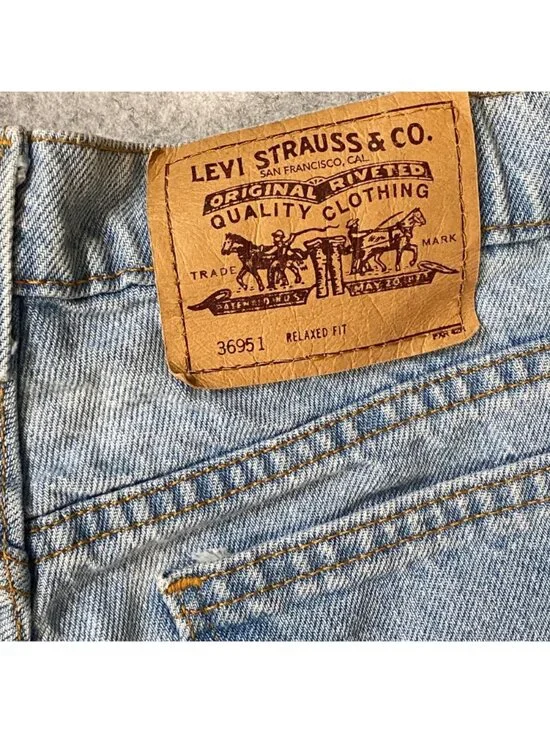 LEVI STRAUSS & CO.
SAN FRANCISCO, CAL.
ORIGINAL RIVETED
QUALITY CLOTHING
TRADE MARK
36951 RELAXED FIT